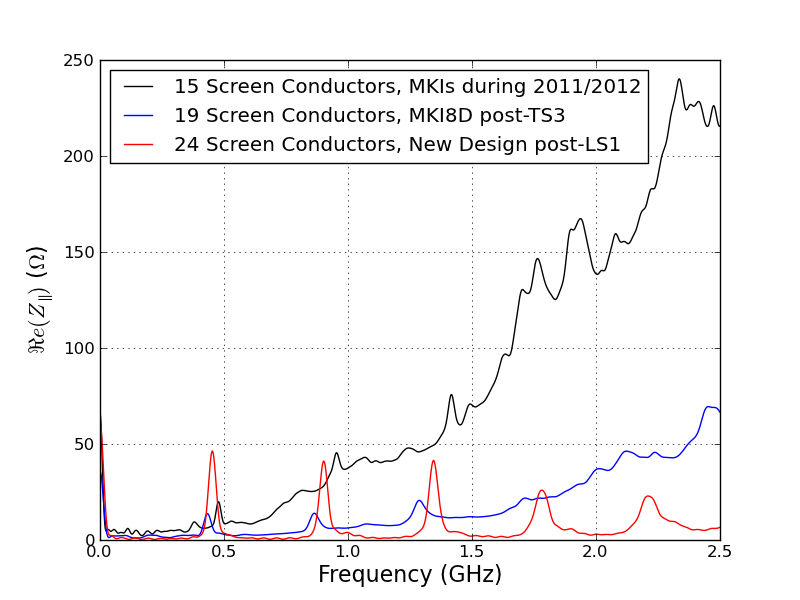 250
200
150
100
50
0
ℜe(Z∥) (Ω)
15 Screen Conductors, MKIs during 2011/2012
19 Screen Conductors, MKI8D post-TS3
24 Screen Conductors, New Design post-LS1
0.0 0.5 1.0 1.5 2.0 2.5
Frequency (GHz)